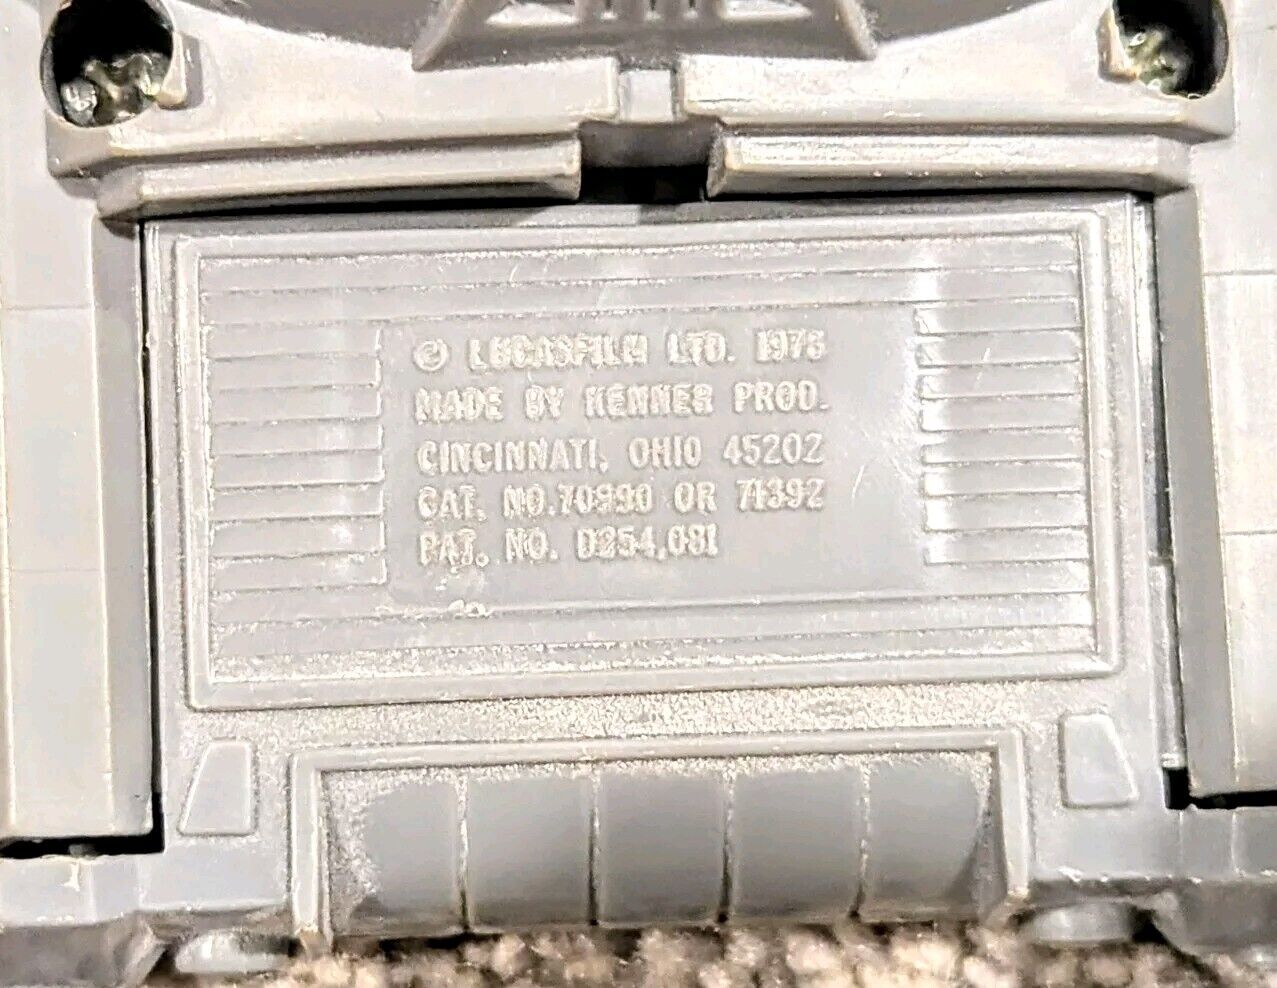 © LUCASFILM LTD. 1978
MADE BY KENNER PROD.
CINCINNATI, OHIO 45202
CAT. NO. 70990 OR 71392
PAT. NO. D254,081